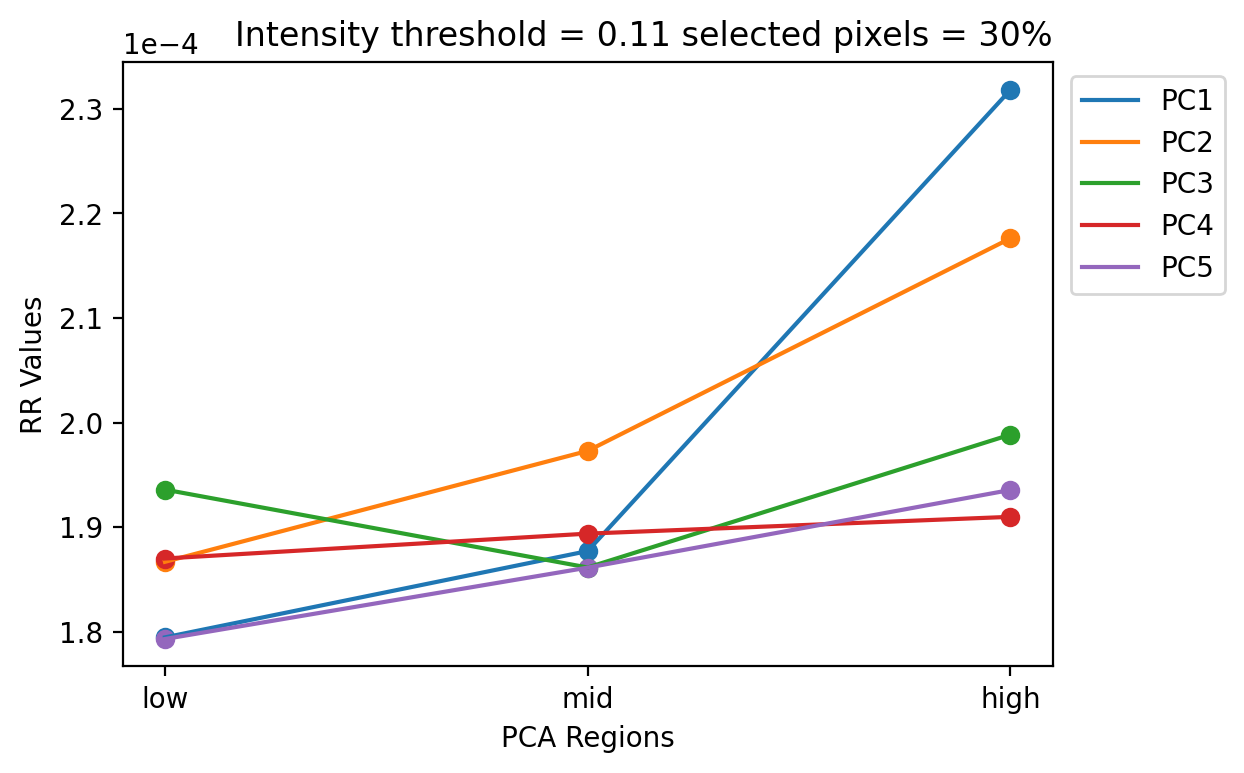 1e−4
Intensity threshold = 0.11 selected pixels = 30%
2.3
2.2
2.1
2.0
1.9
1.8
RR Values
low
mid
high
PCA Regions
PC1
PC2
PC3
PC4
PC5